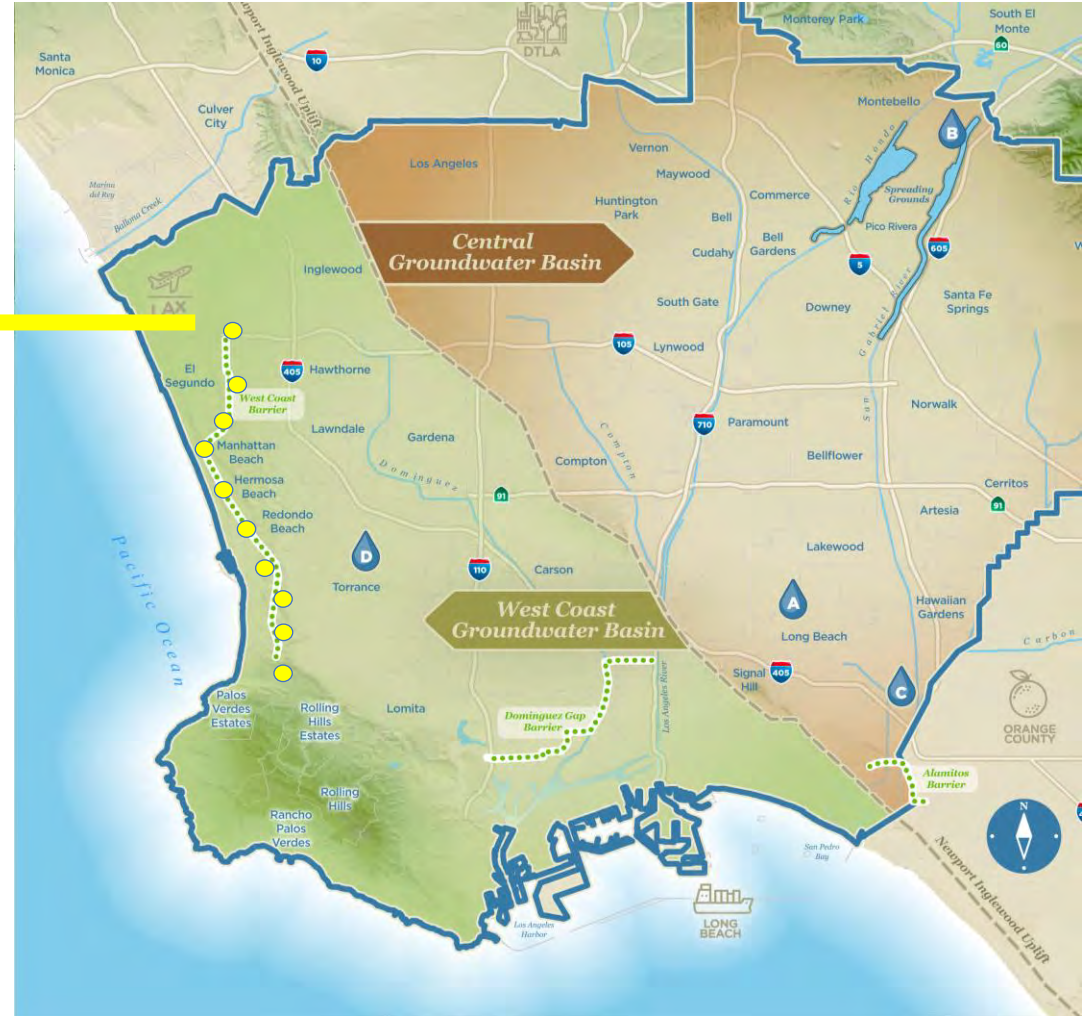 Monterey Park
South El
Monte
60
DTLA
10
Santa
Monica
Newport Inglewood Uplift
Culver
City
Montebello
B
Los Angeles
Vernon
Rio Hondo
Maywood
Marina
del Rey
Ballona Creek
Commerce
Spreading
Grounds
Huntington
Park
Bell
Pico Rivera
Central
Groundwater Basin
Cudahy
Bell
Gardens
605
5
Inglewood
LAX
South Gate
Downey
Santa Fe
Springs
San Gabriel River
105
Lynwood
El
Segundo
405
Hawthorne
West Coast
Barrier
Norwalk
Lawndale
Gardena
710
Paramount
Manhattan
Beach
Compton
Compton
Bellflower
Dominguez
Hermosa
Beach
91
Cerritos
91
Redondo
Beach
Artesia
Pacific Ocean
D
Lakewood
Torrance
110
Carson
A
Hawaiian
Gardens
West Coast
Groundwater Basin
Long Beach
Carbon
Signal
Hill
405
C
Palos
Verdes
Estates
Rolling
Hills
Estates
Lomita
Dominguez Gap
Barrier
Los Angeles River
ORANGE
COUNTY
Alamitos
Barrier
Rolling
Hills
Rancho
Palos
Verdes
N
San Pedro
Bay
Newport Inglewood Uplift
Los Angeles
Harbor
LONG
BEACH